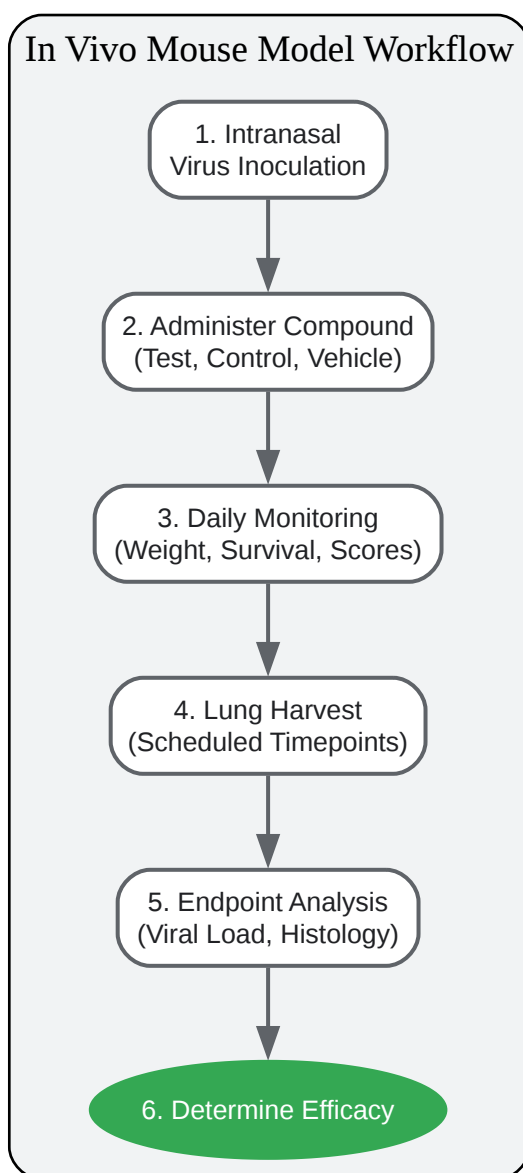 In Vivo Mouse Model Workflow
1. Intranasal
Virus Inoculation
2. Administer Compound
(Test, Control, Vehicle)
3. Daily Monitoring
(Weight, Survival, Scores)
4. Lung Harvest
(Scheduled Timepoints)
5. Endpoint Analysis
(Viral Load, Histology)
6. Determine Efficacy